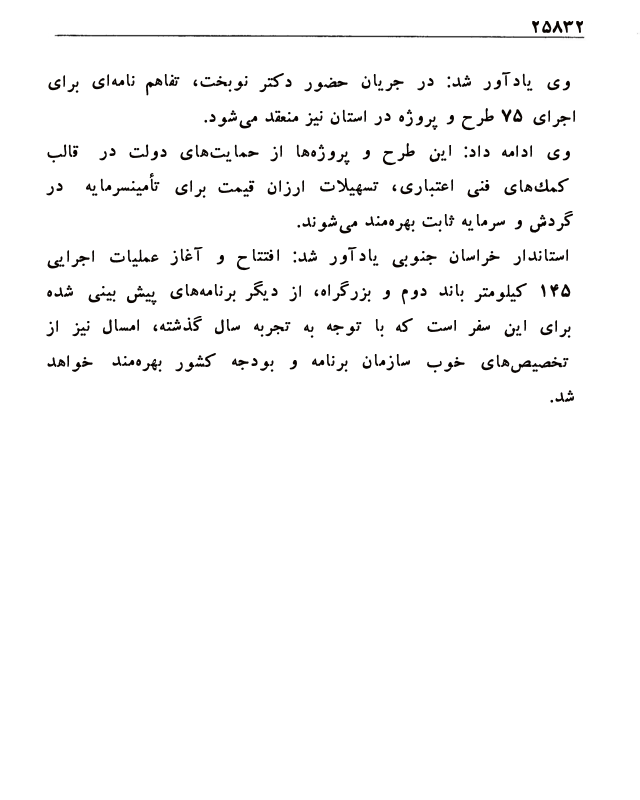 ۲۵۸۳۲
وی یادآور شد: در جریان حضور دکتر نوبخت، تفاهم نامه‌ای برای
اجرای ۷۵ طرح و پروژه در استان نیز منعقد می‌شود.
وی ادامه داد: این طرح و پروژه‌ها از حمایت‌های دولت در قالب
کمك‌های فنی اعتباری، تسهیلات ارزان قیمت برای تأمینسرمایه در
گردش و سرمایه ثابت بهره‌مند می‌شوند.
استاندار خراسان جنوبی یادآور شد: افتتاح و آغاز عملیات اجرایی
۱۴۵ کیلومتر باند دوم و بزرگراه، از دیگر برنامه‌های پیش بینی شده
برای این سفر است که با توجه به تجربه سال گذشته، امسال نیز از
تخصیص‌های خوب سازمان برنامه و بودجه کشور بهره‌مند خواهد
شد.